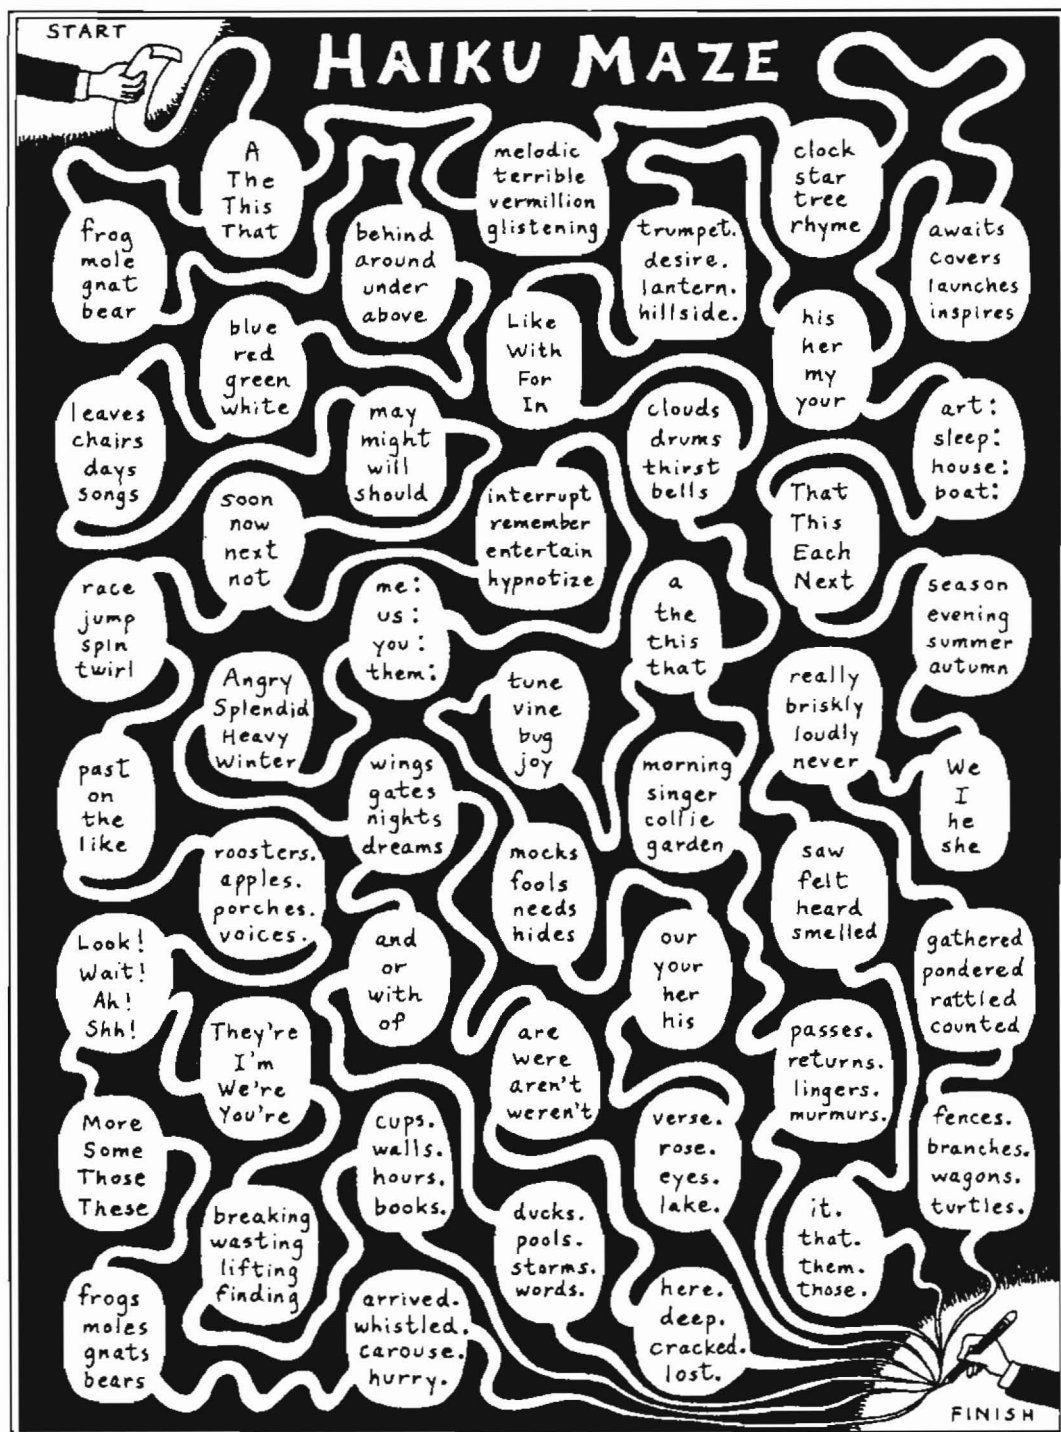 START
HAIKU MAZE
A
The
This
That
melodic
terrible
vermillion
glistening
clock
star
tree
rhyme
frog
mole
gnat
bear
behind
around
under
above
trumpet.
desire.
lantern.
hillside.
awaits
covers
launches
inspires
blue
red
green
white
Like
With
For
In
his
her
my
your
leaves
chairs
days
songs
may
might
will
should
clouds
drums
thirst
bells
art:
sleep:
house:
boat:
soon
now
next
not
interrupt
remember
entertain
hypnotize
That
This
Each
Next
race
jump
spin
twirl
me:
us:
you:
them:
a
the
this
that
season
evening
summer
autumn
Angry
Splendid
Heavy
Winter
tune
vine
bug
joy
really
briskly
loudly
never
past
on
the
like
wings
gates
nights
dreams
morning
singer
collie
garden
We
I
he
she
roosters.
apples.
porches.
voices.
mocks
fools
needs
hides
saw
felt
heard
smelled
Look!
Wait!
Ah!
Shh!
and
or
with
of
our
your
her
his
gathered
pondered
rattled
counted
They're
I'm
We're
You're
are
were
aren't
weren't
passes.
returns.
lingers.
murmurs.
More
Some
Those
These
cups.
walls.
hours.
books.
verse.
rose.
eyes.
lake.
fences.
branches.
wagons.
turtles.
breaking
wasting
lifting
finding
ducks.
pools.
storms.
words.
it.
that.
them.
those.
frogs
moles
gnats
bears
arrived.
whistled.
carouse.
hurry.
here.
deep.
cracked.
lost.
FINISH